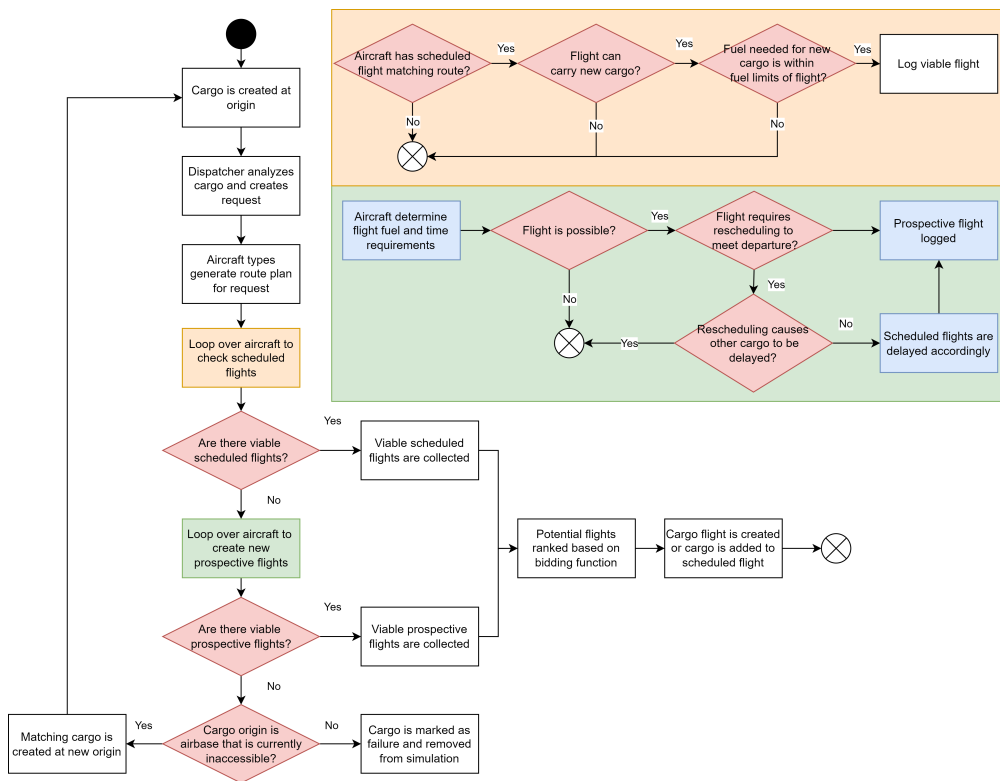 Cargo is created at
origin
Dispatcher analyzes
cargo and creates
request
Aircraft types
generate route plan
for request
Loop over aircraft to
check scheduled
flights
Are there viable
scheduled flights?
Yes
No
Viable scheduled
flights are collected
Loop over aircraft to
create new
prospective flights
Are there viable
prospective flights?
Yes
No
Viable prospective
flights are collected
Potential flights
ranked based on
bidding function
Cargo flight is created
or cargo is added to
scheduled flight
Cargo origin is
airbase that is currently
inaccessible?
Yes
No
Matching cargo is
created at new origin
Cargo is marked as
failure and removed
from simulation
Aircraft has scheduled
flight matching route?
Yes
No
Flight can
carry new cargo?
Yes
No
Fuel needed for new
cargo is within
fuel limits of flight?
Yes
No
Log viable flight
Aircraft determine
flight fuel and time
requirements
Flight is possible?
Yes
No
Flight requires
rescheduling to
meet departure?
Yes
Prospective flight
logged
Rescheduling causes
other cargo to be
delayed?
Yes
No
Scheduled flights are
delayed accordingly